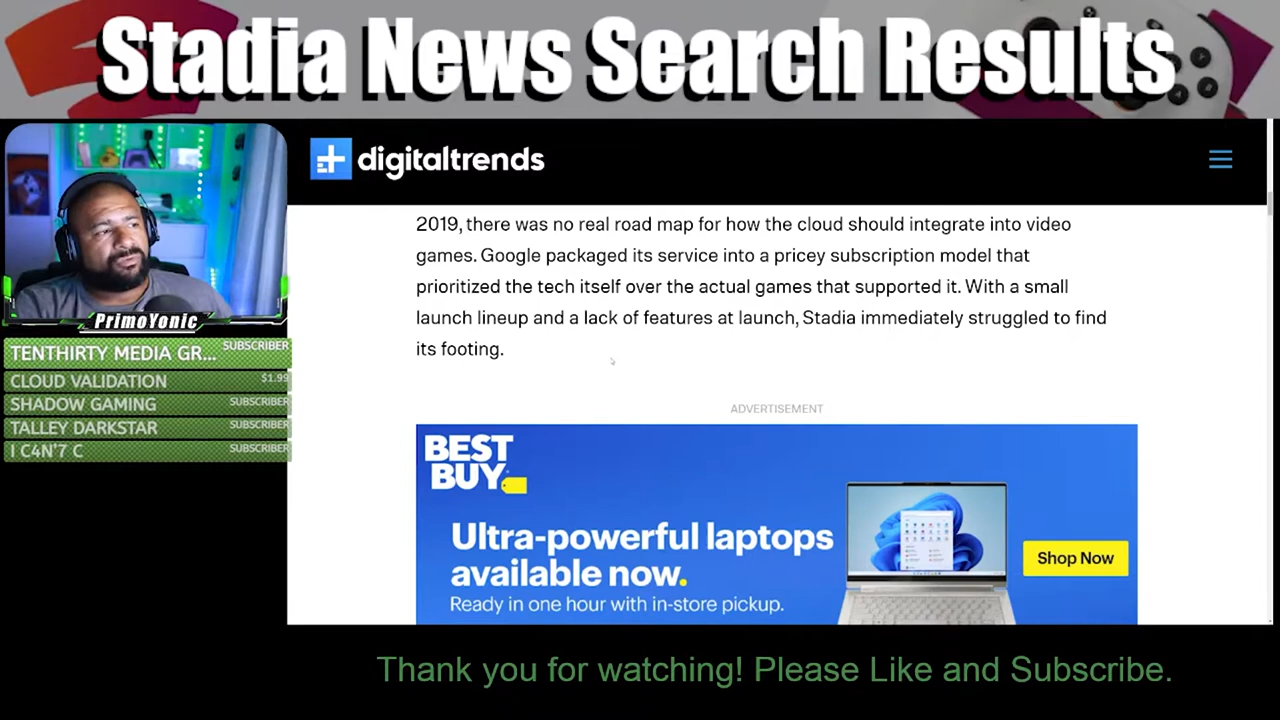 Stadia News Search Results
digitaltrends
2019, there was no real road map for how the cloud should integrate into video
games. Google packaged its service into a pricey subscription model that
prioritized the tech itself over the actual games that supported it. With a small
launch lineup and a lack of features at launch, Stadia immediately struggled to find
its footing.
ADVERTISEMENT
BEST
BUY
Ultra-powerful laptops
available now.
Ready in one hour with in-store pickup.
Shop Now
PrimoYonic
TENTHIRTY MEDIA GR... SUBSCRIBER
CLOUD VALIDATION $1.99
SHADOW GAMING SUBSCRIBER
TALLEY DARKSTAR SUBSCRIBER
I C4N'7 C SUBSCRIBER
Thank you for watching! Please Like and Subscribe.